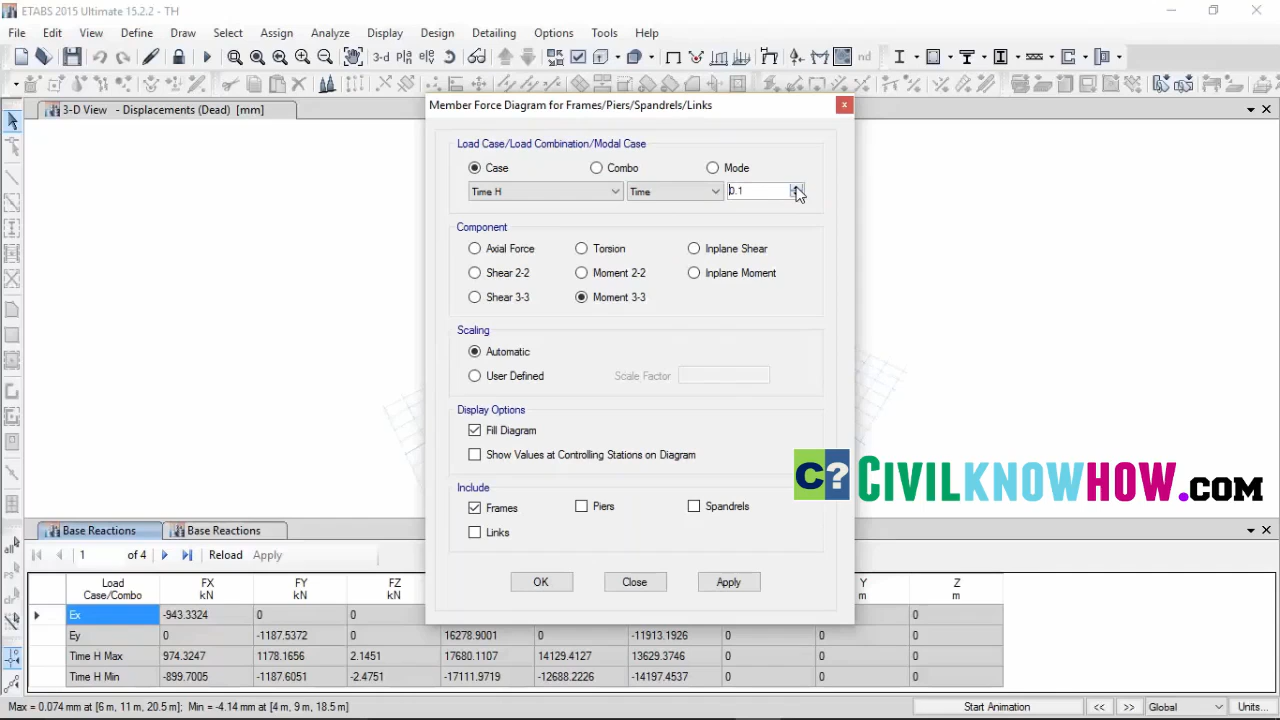 ETABS 2015 Ultimate 15.2.2 - TH
File Edit View Define Draw Select Assign Analyze Display Design Detailing Options Tools Help
3-d plà elè nd
3-D View - Displacements (Dead) [mm]
Member Force Diagram for Frames/Piers/Spandrels/Links
Load Case/Load Combination/Modal Case
Case Combo Mode
Time H Time 0.1
Component
Axial Force Torsion Inplane Shear
Shear 2-2 Moment 2-2 Inplane Moment
Shear 3-3 Moment 3-3
Scaling
Automatic
User Defined Scale Factor
Display Options
Fill Diagram
Show Values at Controlling Stations on Diagram
C? CIVILKNOWHOW.COM
Include
Frames Piers Spandrels
Links
OK Close Apply
Base Reactions Base Reactions
all
1 of 4 Reload Apply
Load Case/Combo FX kN FY kN FZ kN Y m Z m
Ex -943.3324 0 0 0
Ey 0 -1187.5372 0 16278.9001 0 -11913.1926 0 0 0
Time H Max 974.3247 1178.1656 2.1451 17680.1107 14129.4127 13629.3746 0 0 0
Time H Min -899.7005 -1187.6051 -2.4751 -17111.9719 -12688.2226 -14197.4537 0 0 0
Max = 0.074 mm at [6 m, 11 m, 20.5 m]; Min = -4.14 mm at [4 m, 9 m, 18.5 m] Start Animation << >> Global Units...